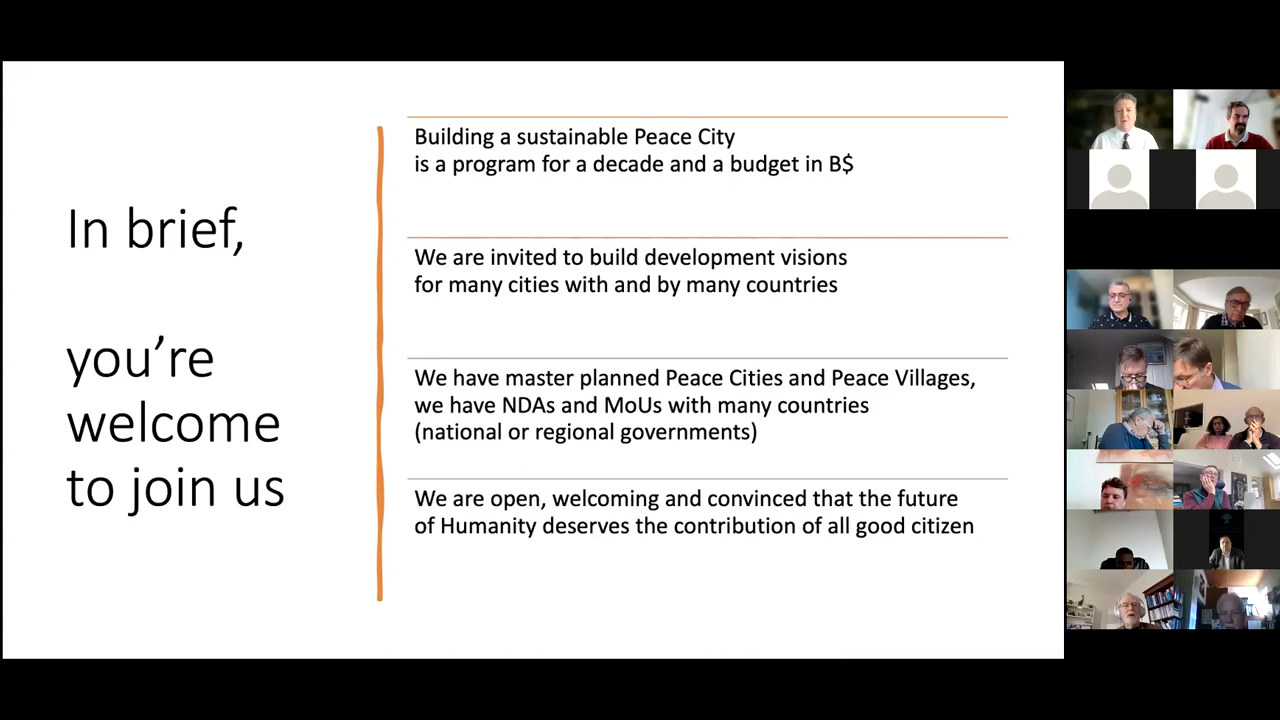 In brief,
you’re
welcome
to join us
Building a sustainable Peace City
is a program for a decade and a budget in B$
We are invited to build development visions
for many cities with and by many countries
We have master planned Peace Cities and Peace Villages,
we have NDAs and MoUs with many countries
(national or regional governments)
We are open, welcoming and convinced that the future
of Humanity deserves the contribution of all good citizen